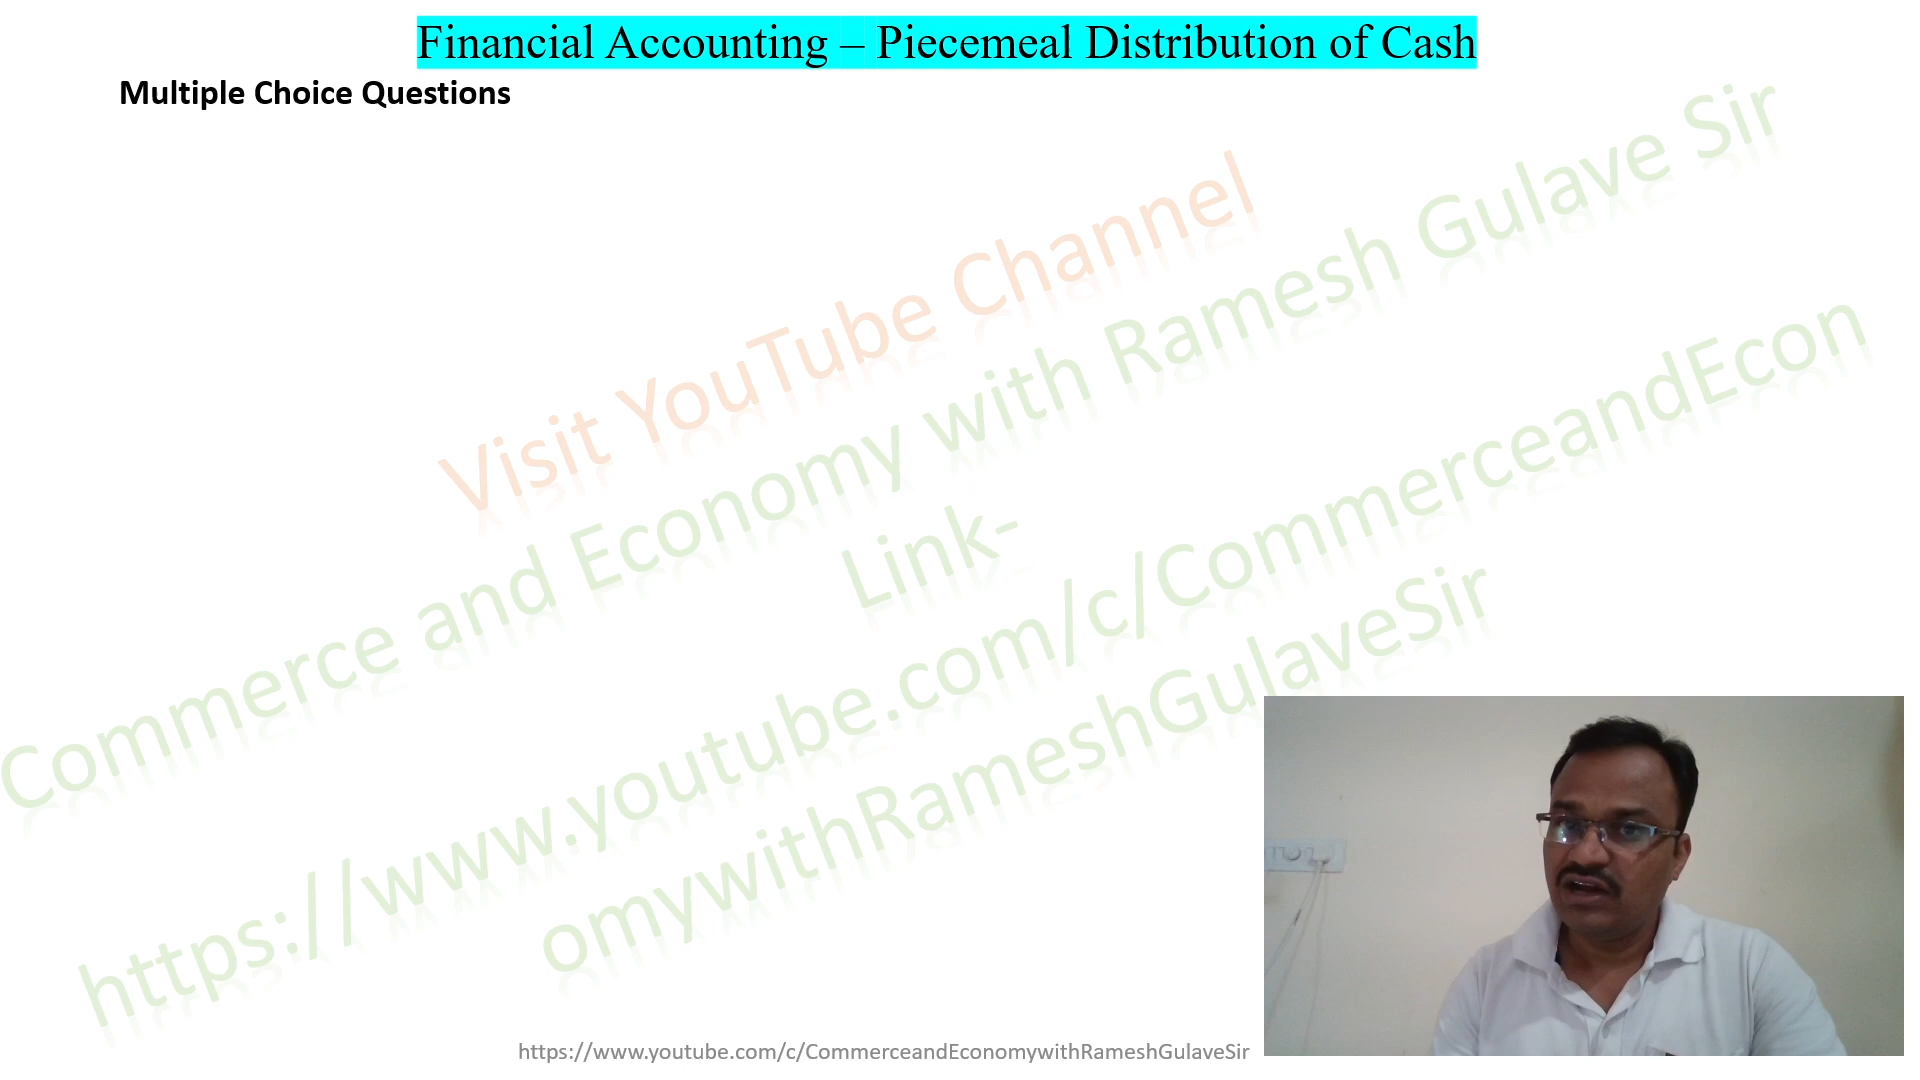 Financial Accounting – Piecemeal Distribution of Cash
Multiple Choice Questions
Visit YouTube Channel
Commerce and Economy with Ramesh Gulave Sir
Link-
https://www.youtube.com/c/CommerceandEcon
omywithRameshGulaveSir
https://www.youtube.com/c/CommerceandEconomywithRameshGulaveSir